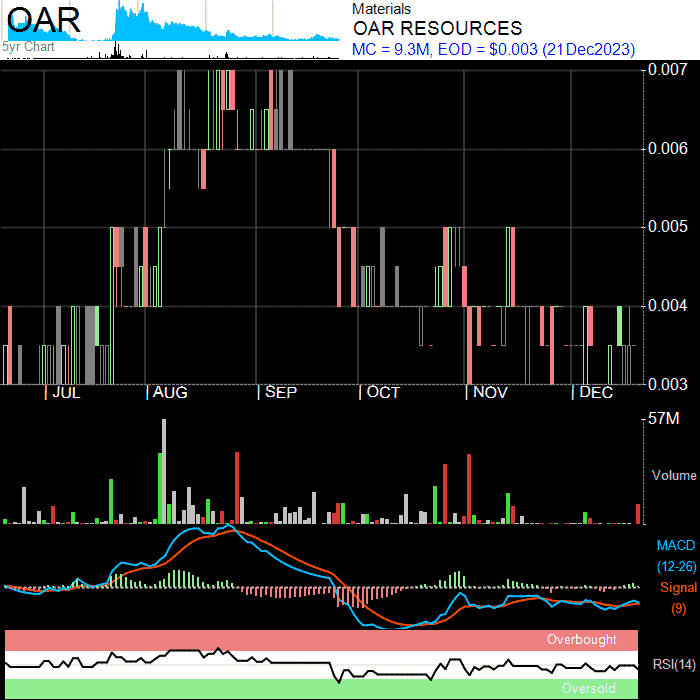 OAR
5yr Chart
Materials
OAR RESOURCES
MC = 9.3M, EOD = $0.003 (21Dec2023)
0.007
0.006
0.005
0.004
0.003
JUL
AUG
SEP
OCT
NOV
DEC
57M
Volume
MACD
(12-26)
Signal
(9)
Overbought
RSI(14)
Oversold